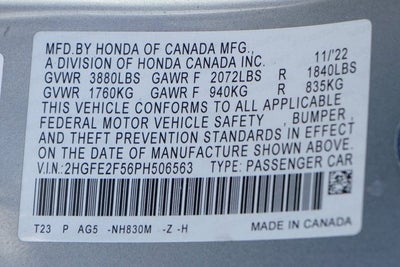 MFD.BY HONDA OF CANADA MFG.,
A DIVISION OF HONDA CANADA INC. 11/'22
GVWR 3880LBS GAWR F 2072LBS R 1840LBS
GVWR 1760KG GAWR F 940KG R 835KG
THIS VEHICLE CONFORMS TO ALL APPLICABLE
FEDERAL MOTOR VEHICLE SAFETY , BUMPER , AND
THEFT PREVENTION STANDARDS IN EFFECT ON THE
DATE OF MANUFACTURE SHOWN ABOVE.
V.I.N.:2HGFE2F56PH506563 TYPE: PASSENGER CAR
T23 P AG5 -NH830M -Z -H MADE IN CANADA